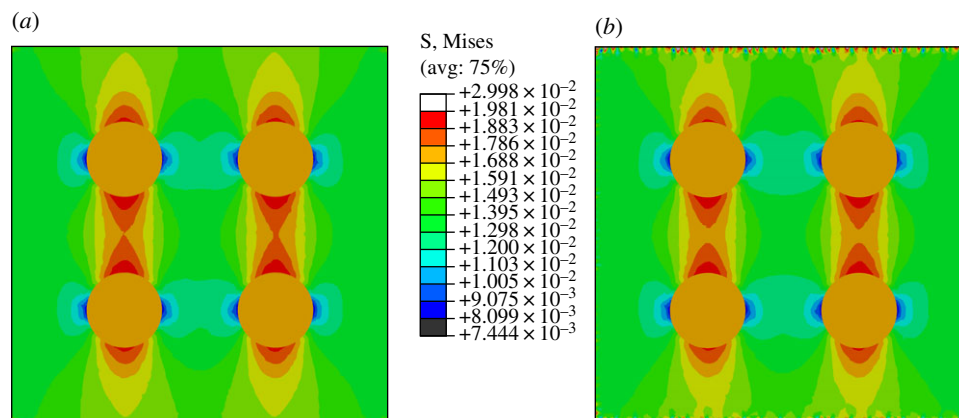 (a)
S, Mises
(avg: 75%)
+2.998 × 10⁻²
+1.981 × 10⁻²
+1.883 × 10⁻²
+1.786 × 10⁻²
+1.688 × 10⁻²
+1.591 × 10⁻²
+1.493 × 10⁻²
+1.395 × 10⁻²
+1.298 × 10⁻²
+1.200 × 10⁻²
+1.103 × 10⁻²
+1.005 × 10⁻²
+9.075 × 10⁻³
+8.099 × 10⁻³
+7.444 × 10⁻³
(b)